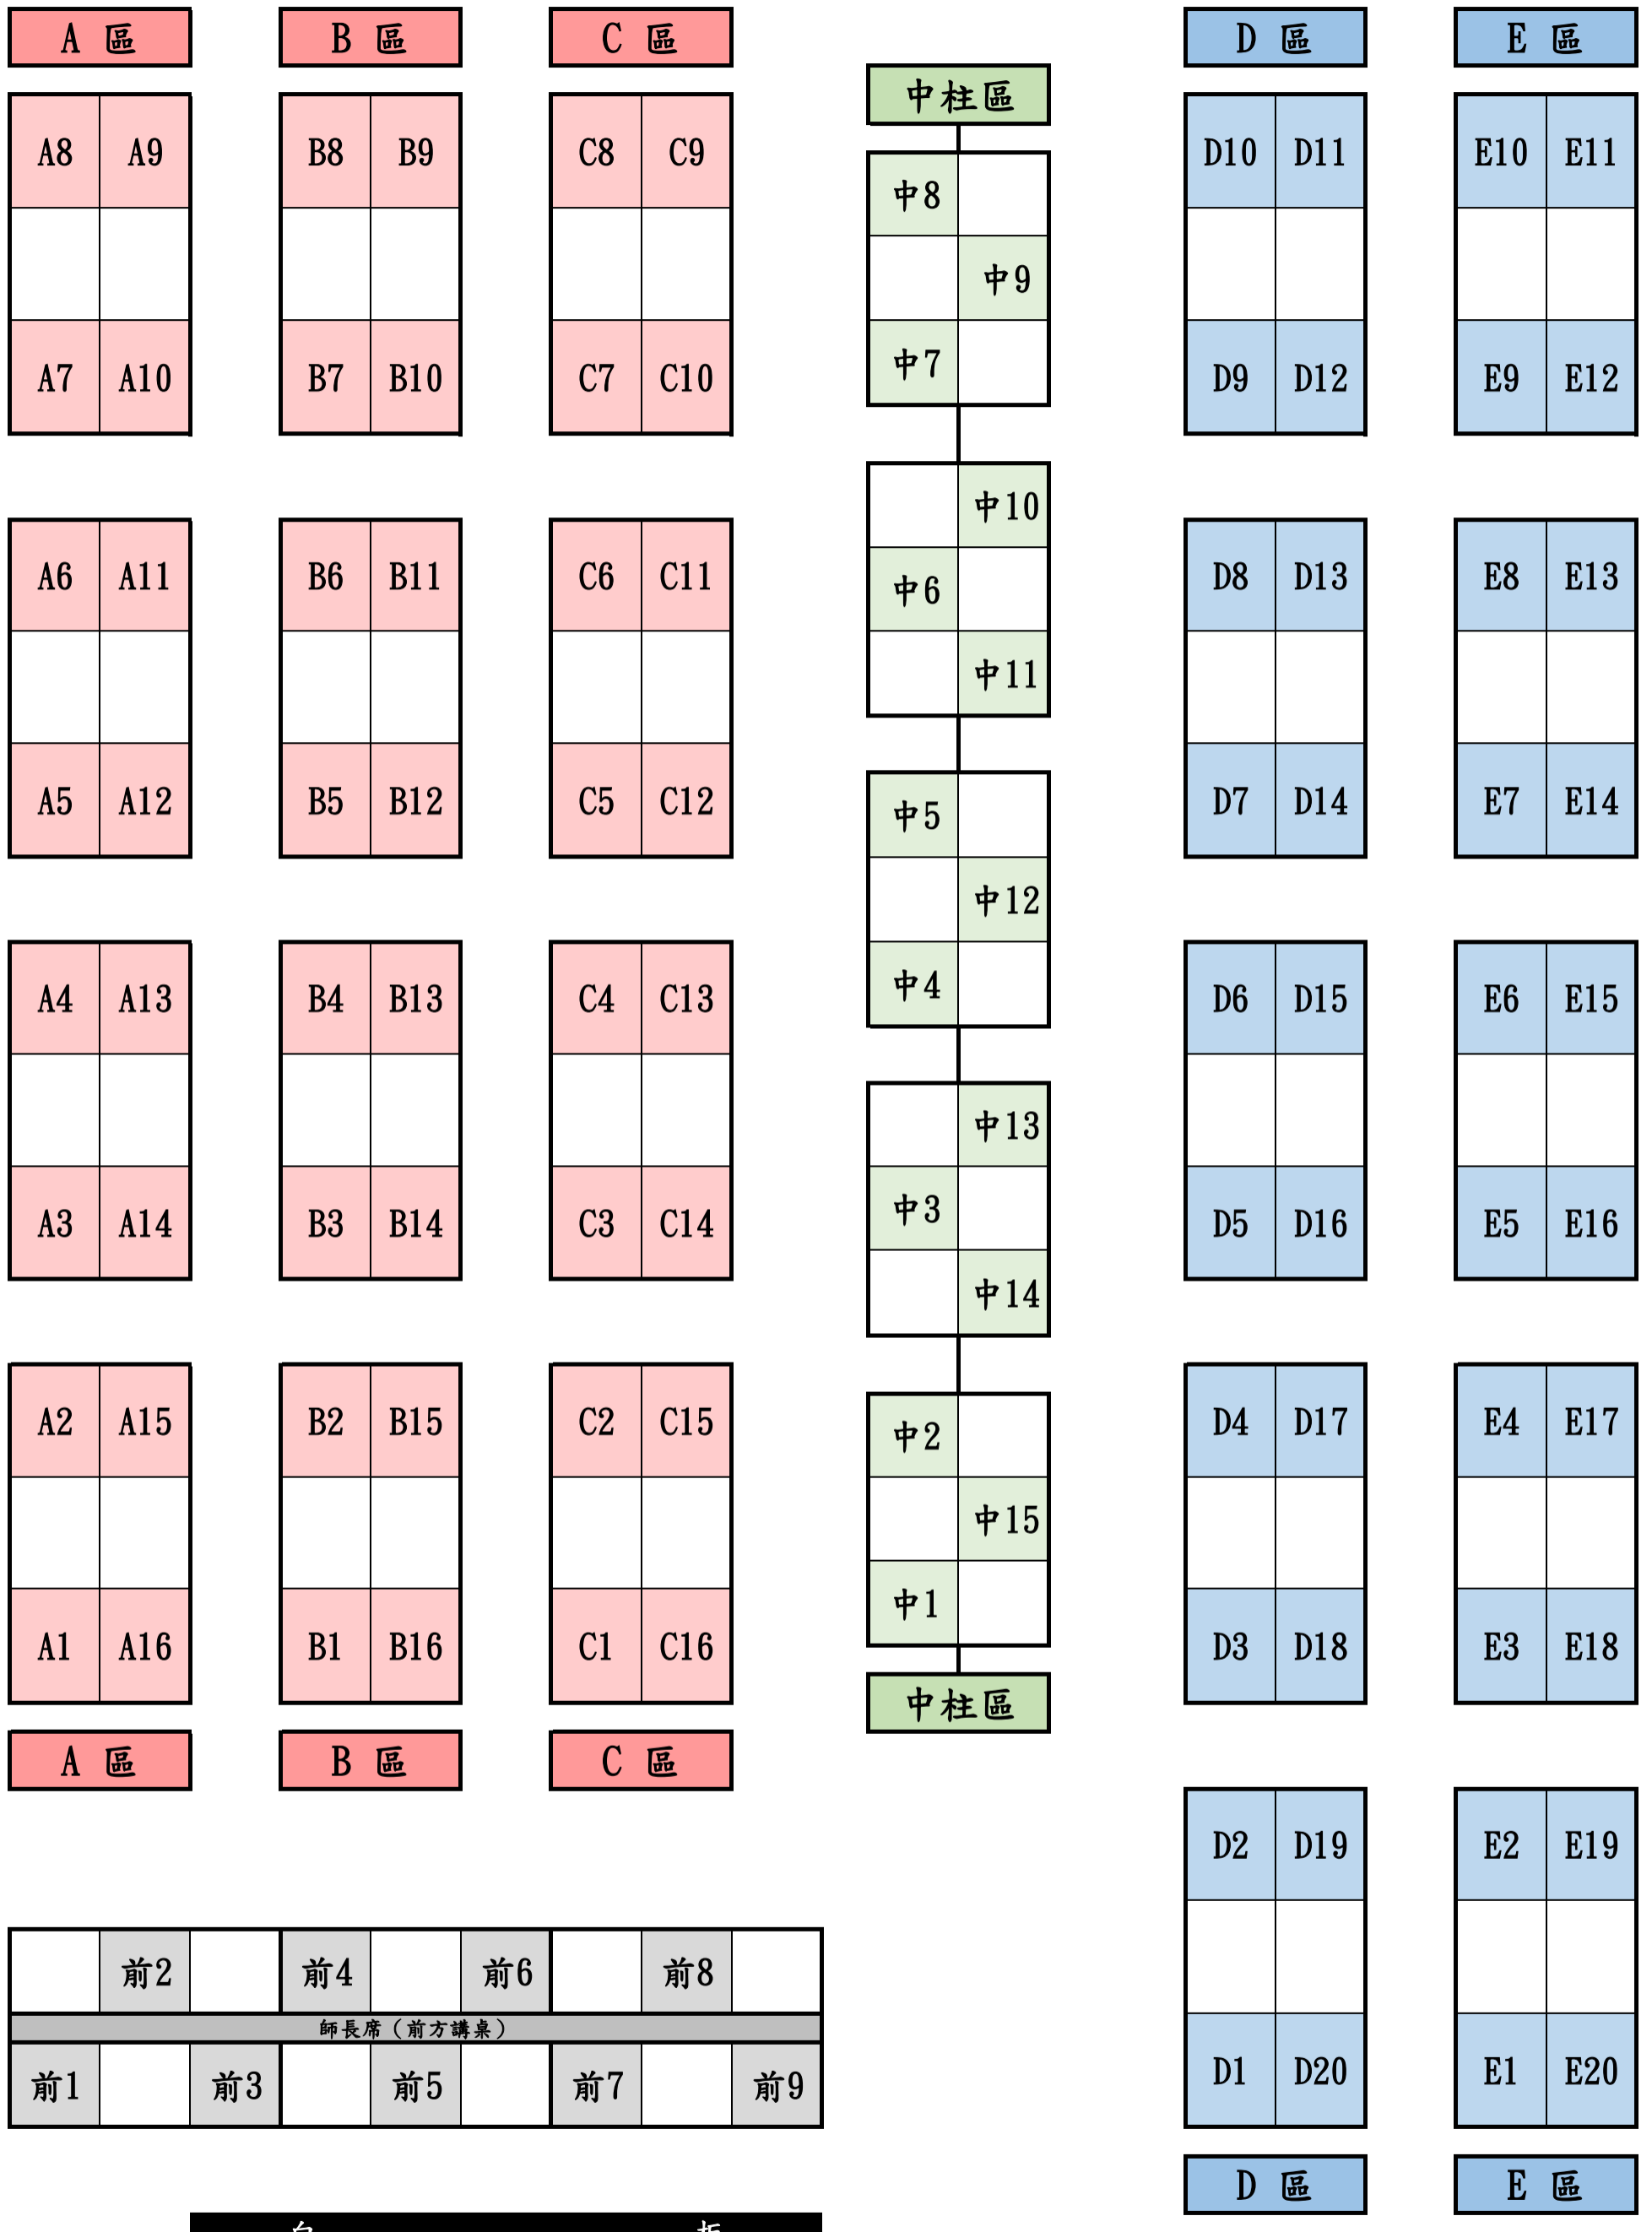 A 區 B 區 C 區 D 區 E 區
中柱區
A8 A9 B8 B9 C8 C9 D10 D11 E10 E11
中8
中9
A7 A10 B7 B10 C7 C10 中7 D9 D12 E9 E12
中10
A6 A11 B6 B11 C6 C11 中6 D8 D13 E8 E13
中11
A5 A12 B5 B12 C5 C12 中5 D7 D14 E7 E14
中12
A4 A13 B4 B13 C4 C13 中4 D6 D15 E6 E15
中13
A3 A14 B3 B14 C3 C14 中3 D5 D16 E5 E16
中14
A2 A15 B2 B15 C2 C15 中2 D4 D17 E4 E17
中15
中1
A1 A16 B1 B16 C1 C16 D3 D18 E3 E18
中柱區
A 區 B 區 C 區
D2 D19 E2 E19
前2 前4 前6 前8
師長席（前方講桌）
前1 前3 前5 前7 前9 D1 D20 E1 E20
D 區 E 區